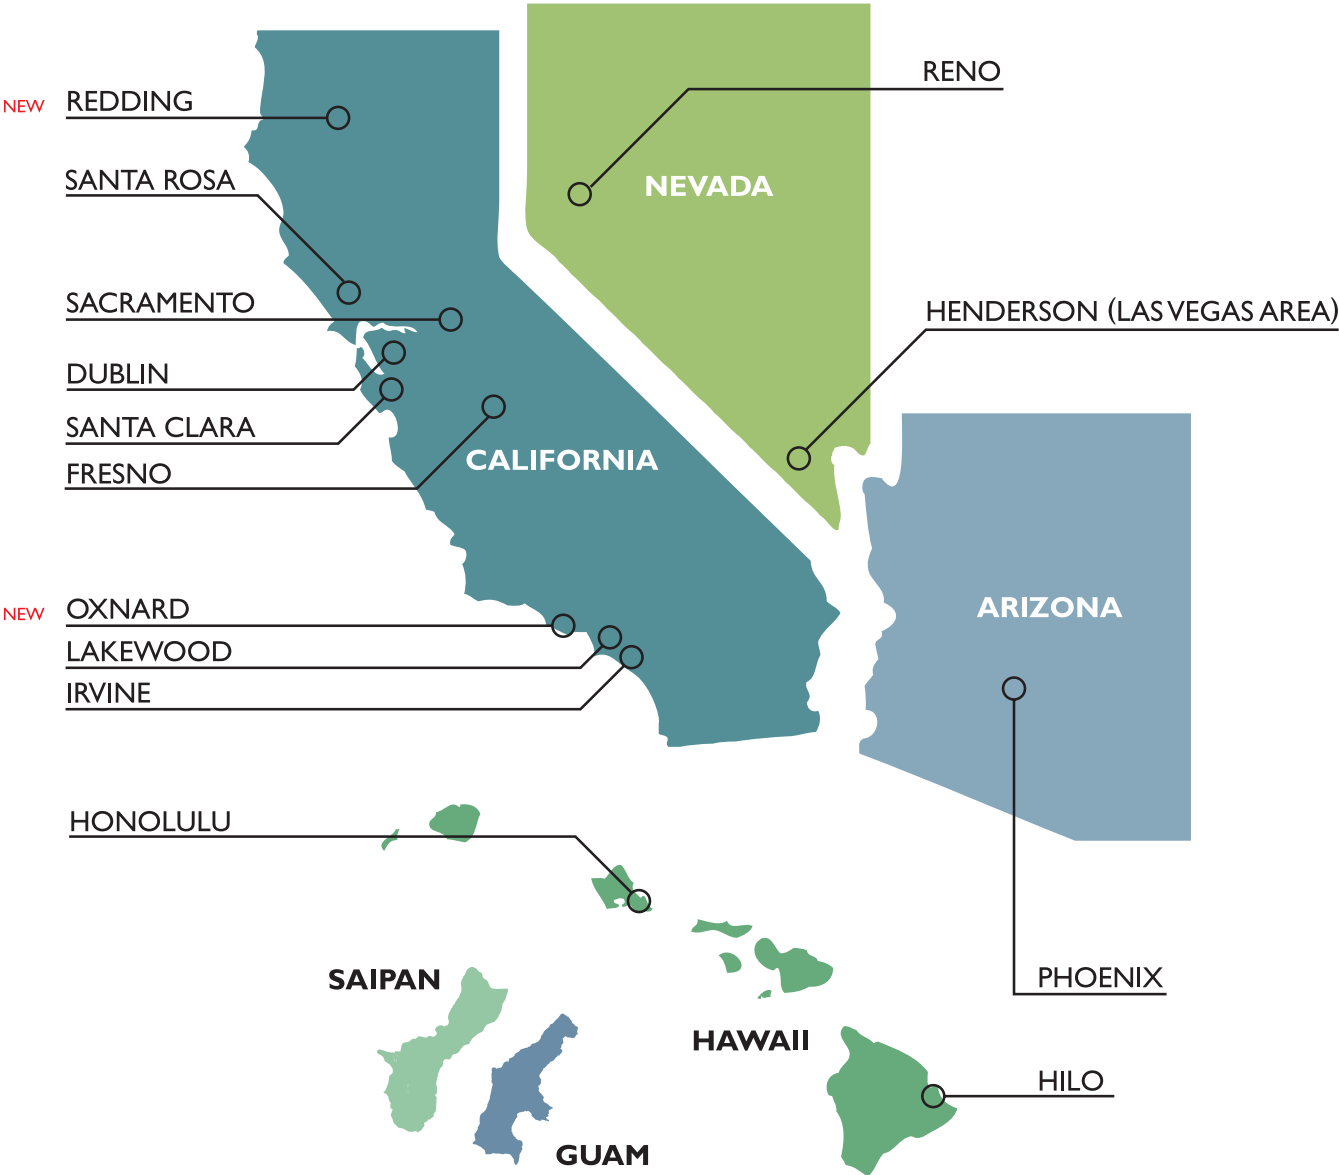 RENO
NEW REDDING
SANTA ROSA
NEVADA
SACRAMENTO
HENDERSON (LAS VEGAS AREA)
DUBLIN
SANTA CLARA
CALIFORNIA
FRESNO
NEW OXNARD
ARIZONA
LAKEWOOD
IRVINE
HONOLULU
SAIPAN
PHOENIX
HAWAII
HILO
GUAM